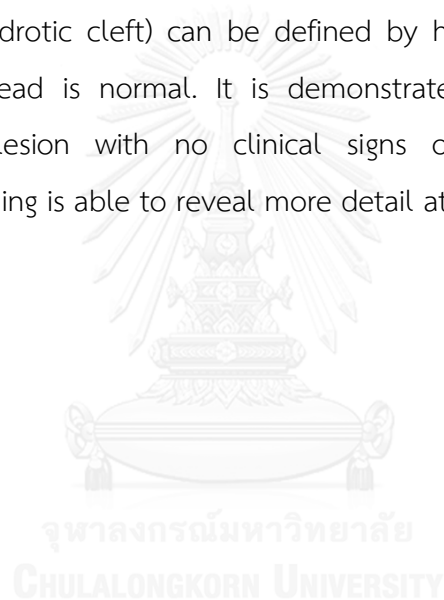 drotic cleft) can be defined by h
ead is normal. It is demonstrate
lesion with no clinical signs c
ing is able to reveal more detail at
จุฬาลงกรณ์มหาวิทยาลัย
CHULALONGKORN UNIVERSITY